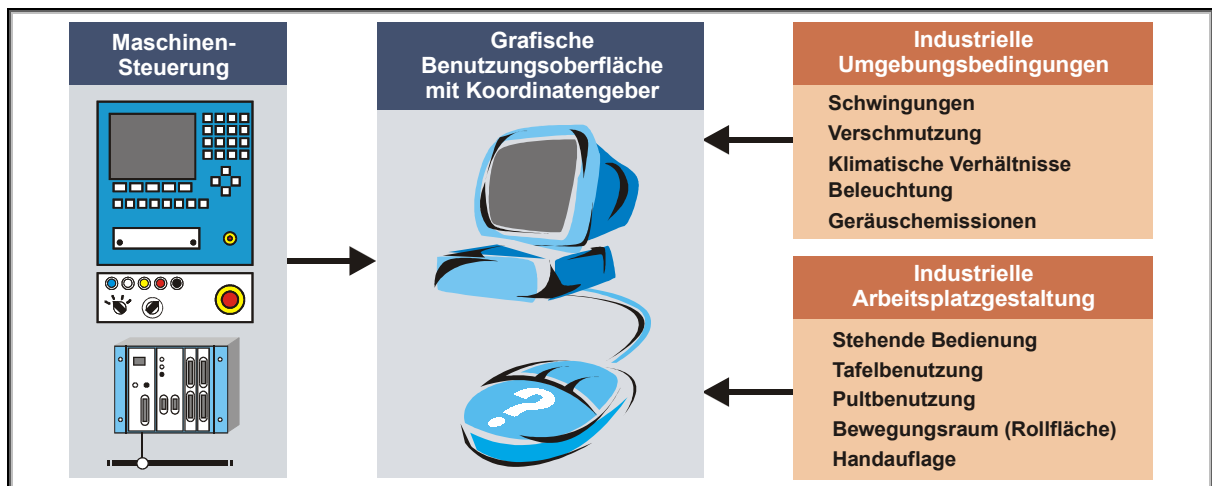 Maschinen-
Steuerung
Grafische
Benutzungsoberfläche
mit Koordinatengeber
?
Industrielle
Umgebungsbedingungen
Schwingungen
Verschmutzung
Klimatische Verhältnisse
Beleuchtung
Geräuschemissionen
Industrielle
Arbeitsplatzgestaltung
Stehende Bedienung
Tafelbenutzung
Pultbenutzung
Bewegungsraum (Rollfläche)
Handauflage